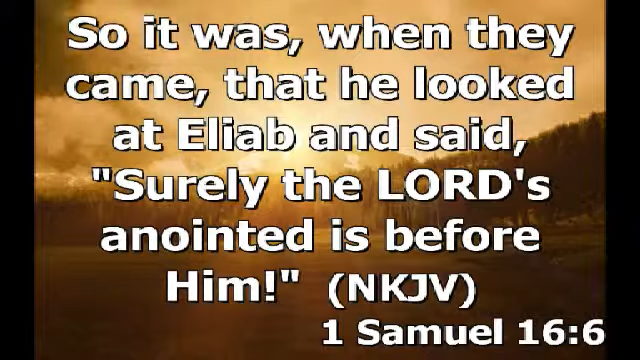 So it was, when they
came, that he looked
at Eliab and said,
"Surely the LORD's
anointed is before
Him!" (NKJV)
1 Samuel 16:6